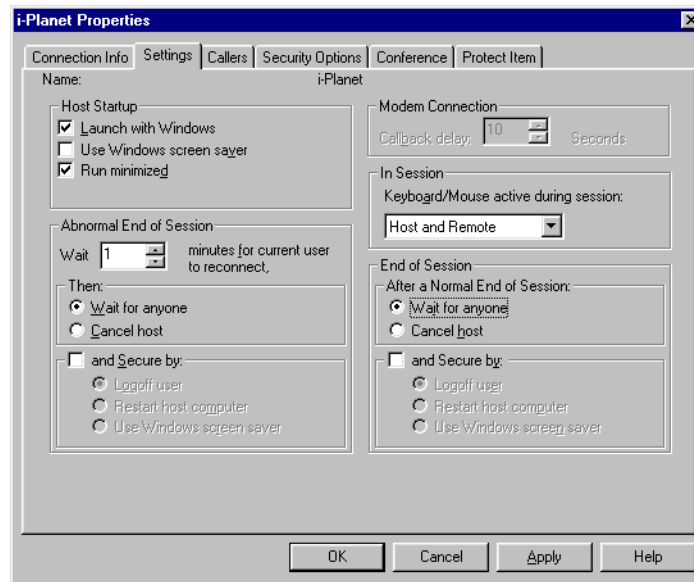 i-Planet Properties
Connection Info Settings Callers Security Options Conference Protect Item
Name: i-Planet
Host Startup
Launch with Windows
Use Windows screen saver
Run minimized
Modem Connection
Callback delay: 10 Seconds
In Session
Keyboard/Mouse active during session:
Host and Remote
Abnormal End of Session
Wait 1 minutes for current user
to reconnect,
Then:
Wait for anyone
Cancel host
and Secure by:
Logoff user
Restart host computer
Use Windows screen saver
End of Session
After a Normal End of Session:
Wait for anyone
Cancel host
and Secure by:
Logoff user
Restart host computer
Use Windows screen saver
OK Cancel Apply Help